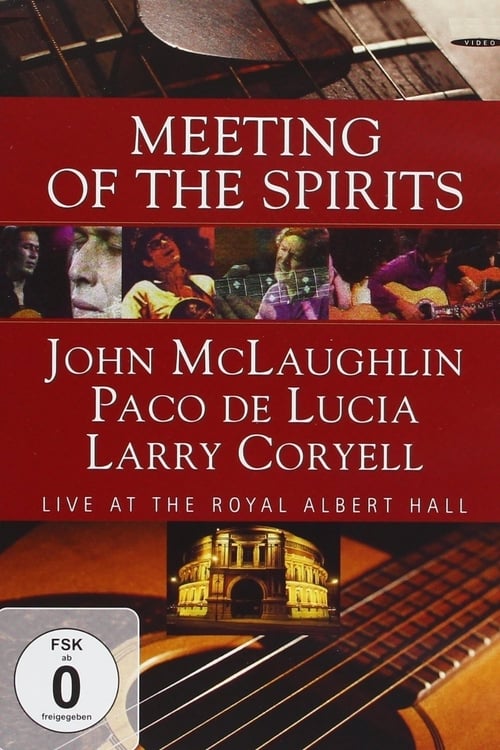 VIDEO
MEETING
OF THE SPIRITS
JOHN MCLAUGHLIN
PACO DE LUCIA
LARRY CORYELL
LIVE AT THE ROYAL ALBERT HALL
FSK
ab
0
freigegeben